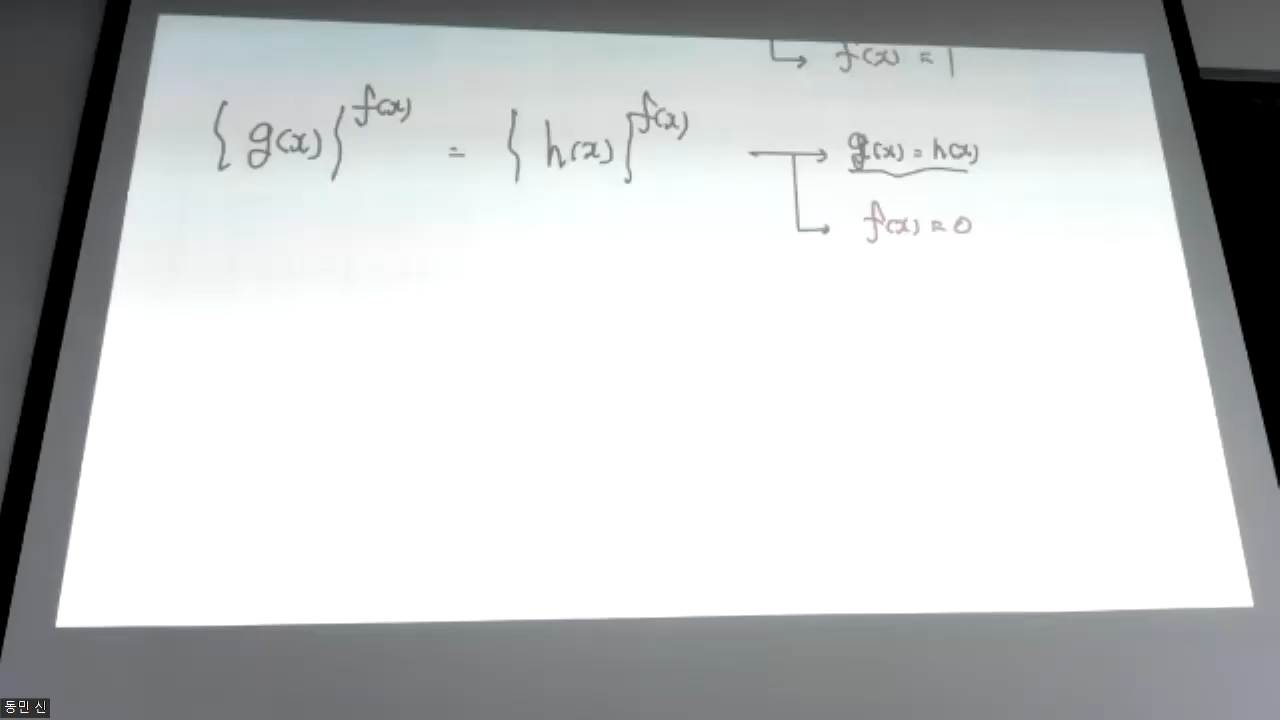 ↳ f(x) = 1
{g(x)}^f(x) = {h(x)}^f(x) → g(x) = h(x)
↳ f(x) = 0
동민 신